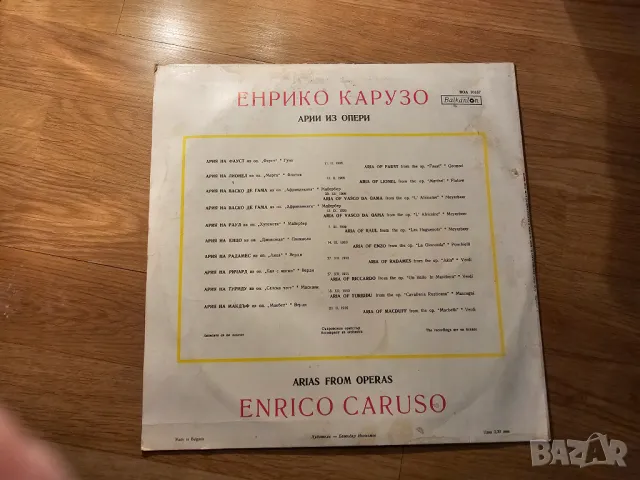 ЕНРИКО КАРУЗО
Balkanton
АРИИ ИЗ ОПЕРИ
АРИЯ НА ФАУСТ из оп. „Фауст“ * Гуно
ARIA OF FAUST from the op. "Faust" * Gounod
АРИЯ НА ЛИОНЕЛ из оп. „Марта“ * Флотов
ARIA OF LIONEL from the op. "Martha" * Flotow
АРИЯ НА ВАСКО ДЕ ГАМА из оп. „Африканката“ * Майербер
ARIA OF VASCO DA GAMA from the op. "L' Africaine" * Meyerbeer
АРИЯ НА ВАСКО ДЕ ГАМА из оп. „Африканката“ * Майербер
ARIA OF VASCO DA GAMA from the op. "L' Africaine" * Meyerbeer
АРИЯ НА РАУЛ из оп. „Хугеноти“ * Майербер
ARIA OF RAUL from the op. "Les Huguenots" * Meyerbeer
АРИЯ НА ЕНЦО из оп. „Джоконда“ * Понкиели
ARIA OF ENZO from the op. "La Gioconda" * Ponchielli
АРИЯ НА РАДАМЕС из оп. „Аида“ * Верди
ARIA OF RADAMES from the op. "Aida" * Verdi
АРИЯ НА РИЧАРД из оп. „Бал с маски“ * Верди
ARIA OF RICCARDO from the op. "Un Ballo in Maschera" * Verdi
АРИЯ НА ТУРИДУ из оп. „Селска чест“ * Маскани
ARIA OF TURIDDU from the op. "Cavalleria Rusticana" * Mascagni
АРИЯ НА МАКДЪФ из оп. „Макбет“ * Верди
ARIA OF MACDUFF from the op. "Macbeth" * Verdi
ARIAS FROM OPERAS
ENRICO CARUSO
BAZAR
.bg